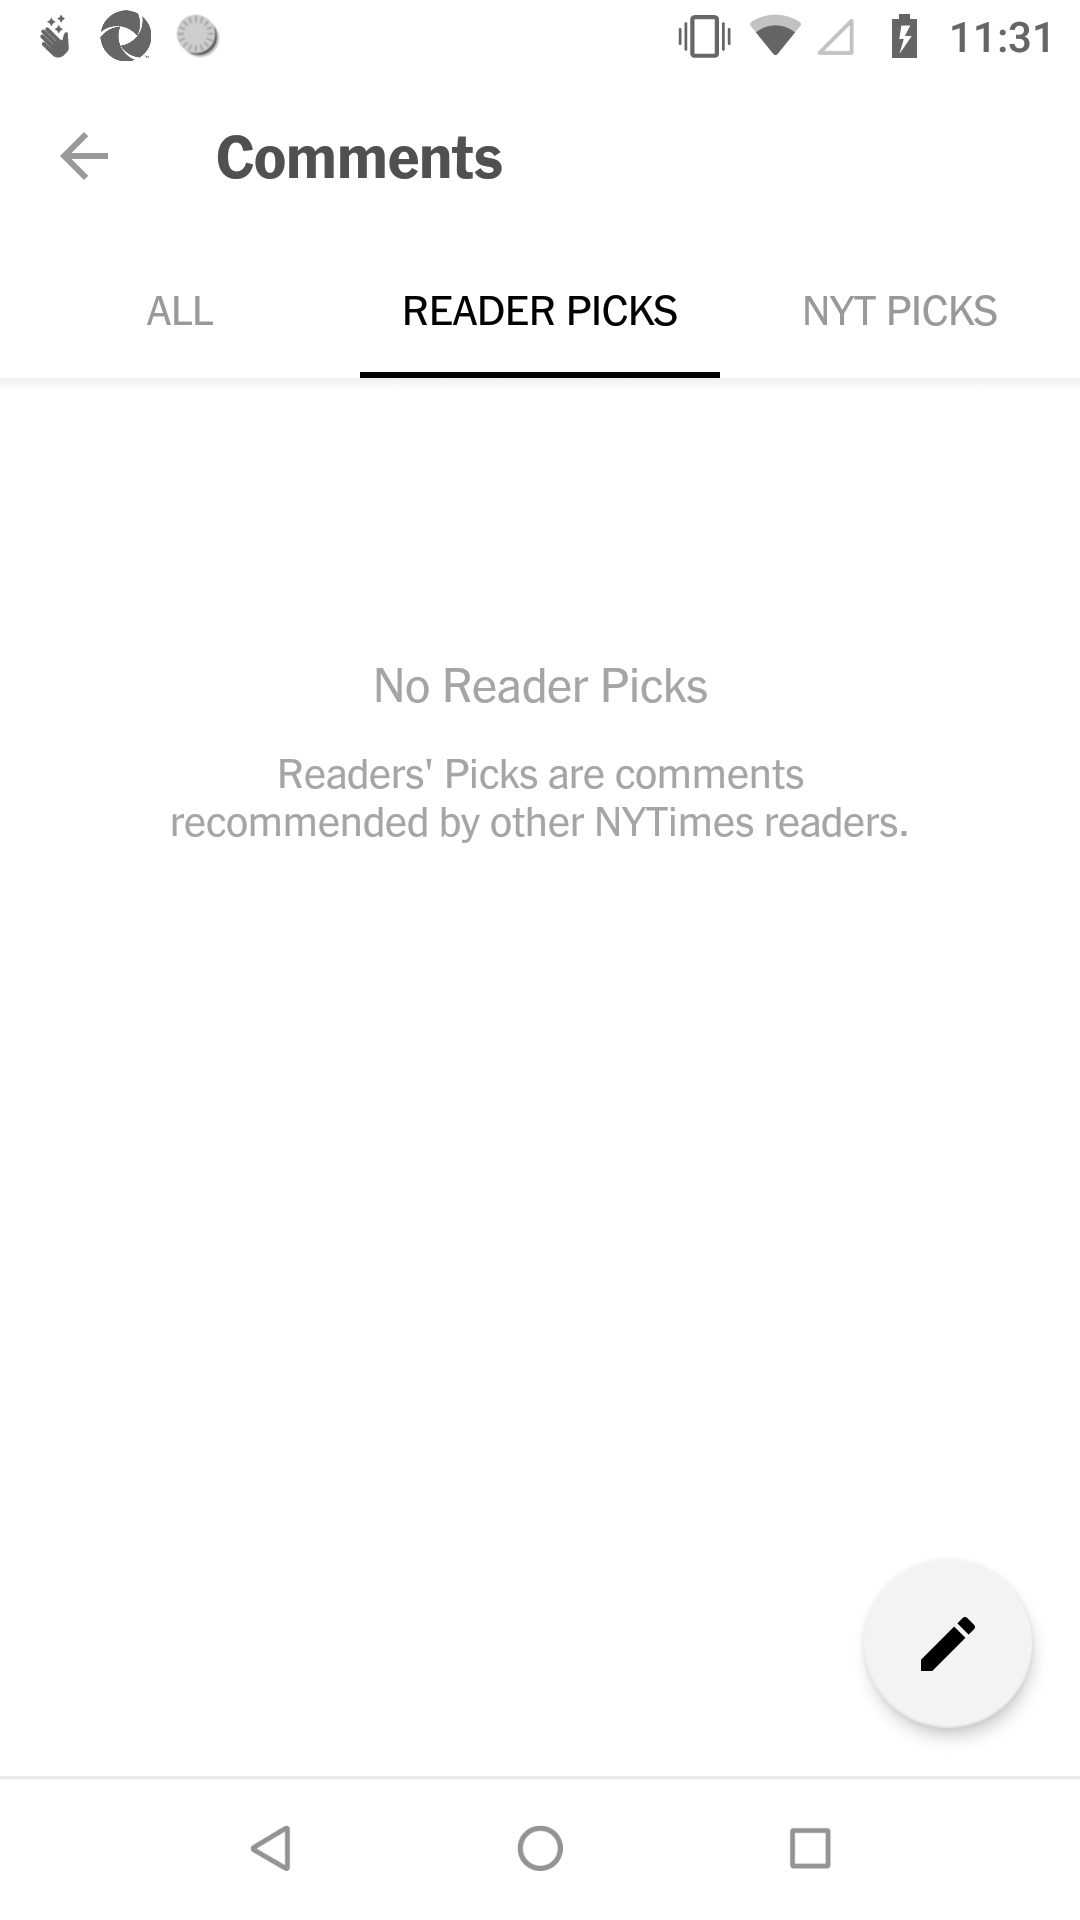 11:31
Comments
ALL READER PICKS NYT PICKS
No Reader Picks
Readers' Picks are comments
recommended by other NYTimes readers.